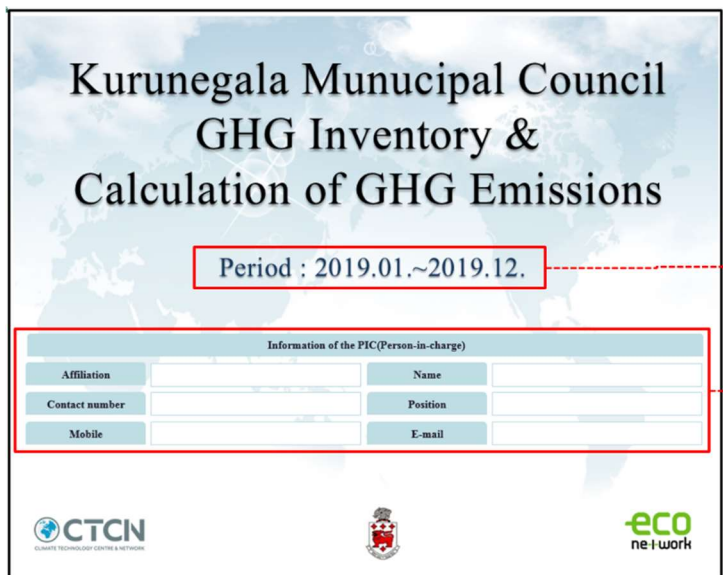 Kurunegala Munucipal Council
GHG Inventory &
Calculation of GHG Emissions
Period : 2019.01.~2019.12.
Information of the PIC(Person-in-charge)
Affiliation Name
Contact number Position
Mobile E-mail
CTCN
CLIMATE TECHNOLOGY CENTRE & NETWORK
eco
network